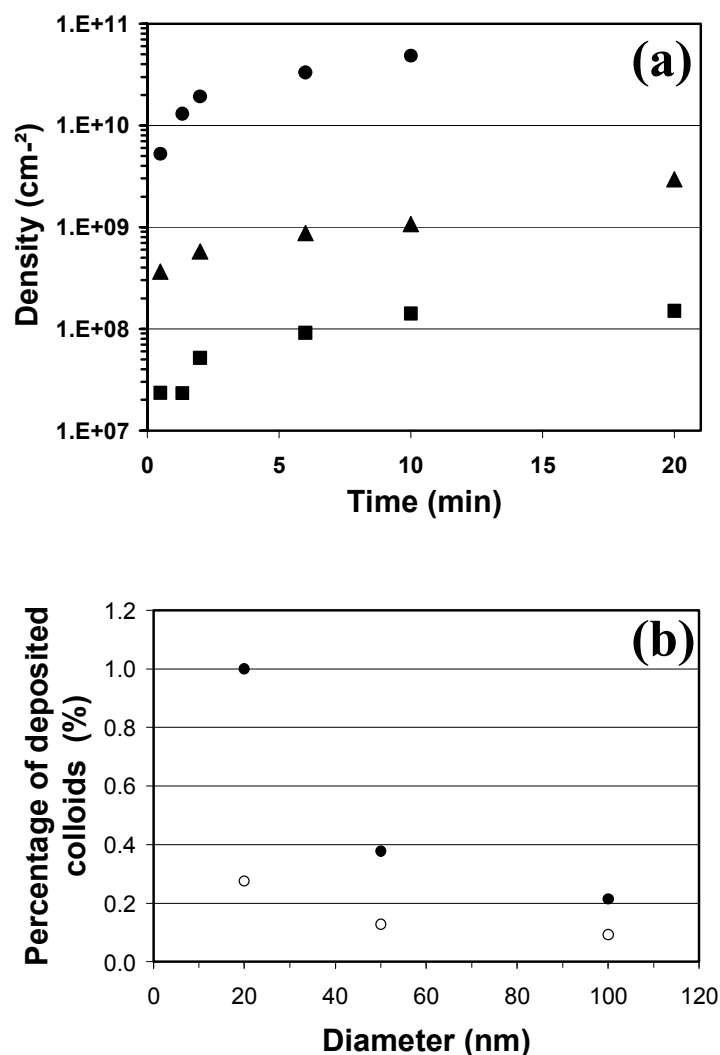 (a)
Density (cm-²)
1.E+11
1.E+10
1.E+09
1.E+08
1.E+07
0 5 10 15 20
Time (min)
(b)
Percentage of deposited
colloids (%)
1.2
1.0
0.8
0.6
0.4
0.2
0.0
0 20 40 60 80 100 120
Diameter (nm)